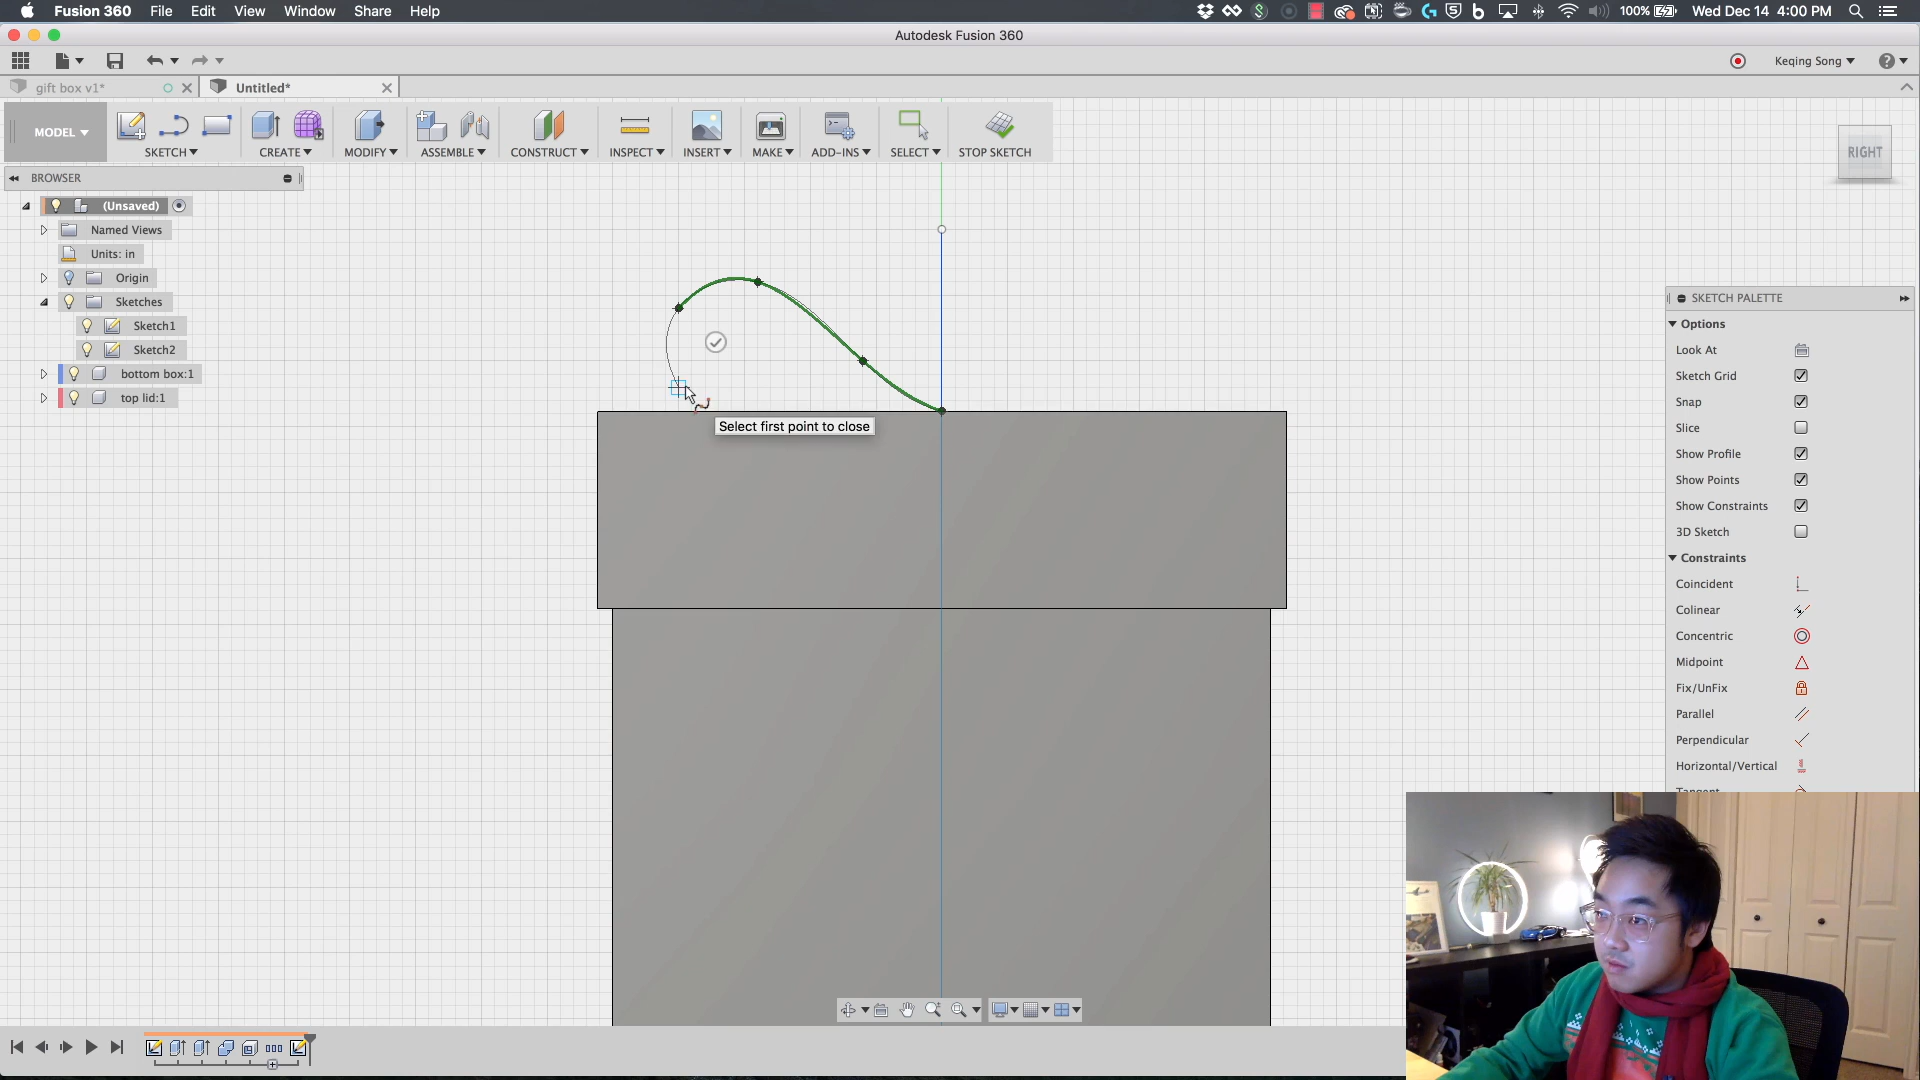 Fusion 360 File Edit View Window Share Help 100% Wed Dec 14 4:00 PM
Autodesk Fusion 360
Keqing Song
gift box v1* Untitled*
MODEL SKETCH CREATE MODIFY ASSEMBLE CONSTRUCT INSPECT INSERT MAKE ADD-INS SELECT STOP SKETCH
RIGHT
BROWSER
(Unsaved)
Named Views
Units: in
Origin
Sketches
Sketch1
Sketch2
bottom box:1
top lid:1
Select first point to close
SKETCH PALETTE
Options
Look At
Sketch Grid
Snap
Slice
Show Profile
Show Points
Show Constraints
3D Sketch
Constraints
Coincident
Colinear
Concentric
Midpoint
Fix/UnFix
Parallel
Perpendicular
Horizontal/Vertical
Tangent